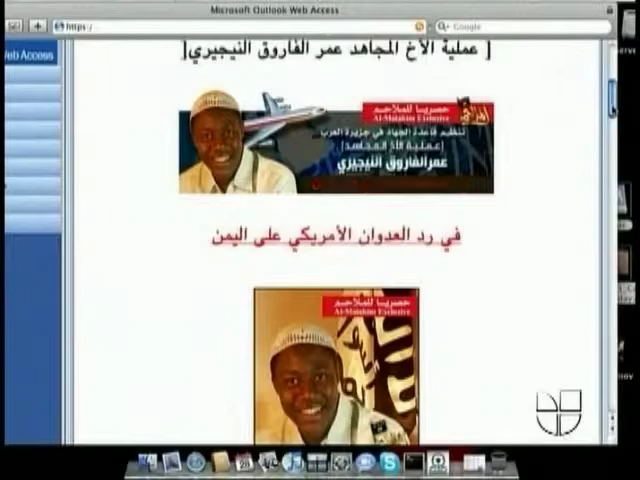 Microsoft Outlook Web Access
https:/
Google
Web Access
[ عملية الأخ المجاهد عمر الفاروق النيجيري]
حصريا للملاحم
Al-Malahim Exclusive
تنظيم قاعدة الجهاد في جزيرة العرب
(عملية الأخ المجاهد)
عمر الفاروق النيجيري
في رد العدوان الأمريكي على اليمن
حصريا للملاحم
Al-Malahim Exclusive